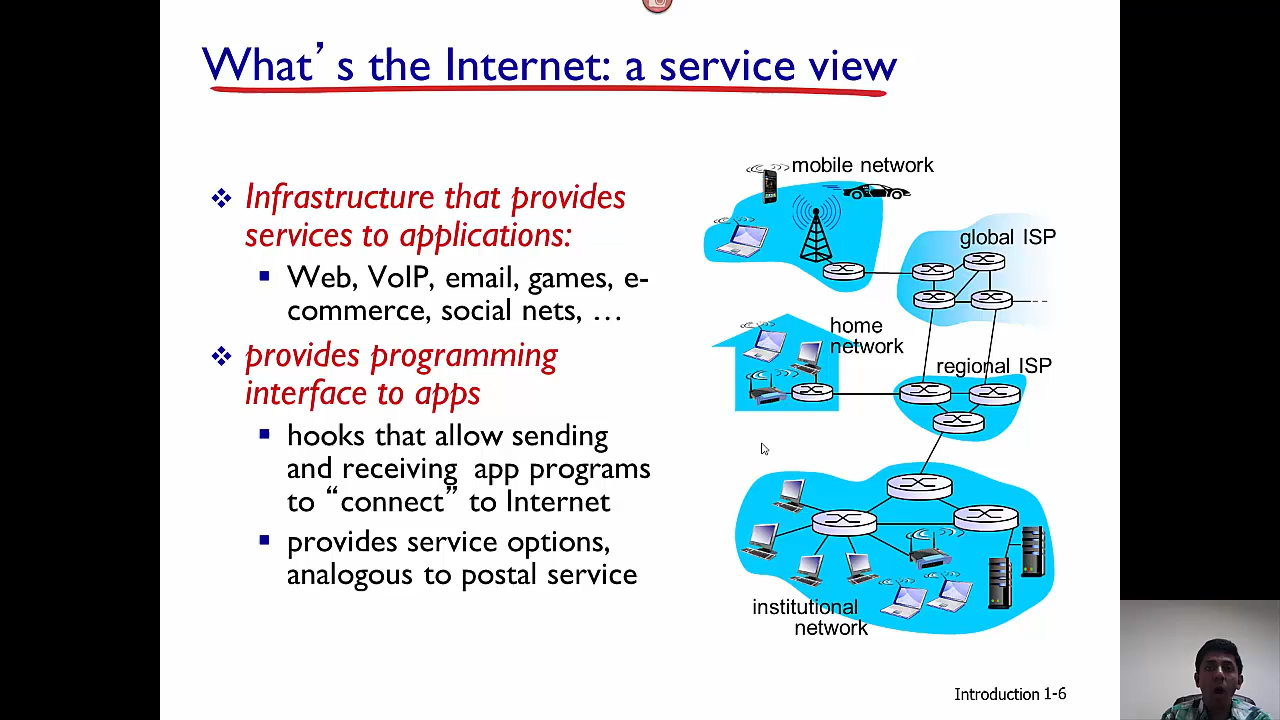 What's the Internet: a service view
Infrastructure that provides
services to applications:
Web, VoIP, email, games, e-
commerce, social nets, …
provides programming
interface to apps
hooks that allow sending
and receiving app programs
to “connect” to Internet
provides service options,
analogous to postal service
mobile network
global ISP
home
network
regional ISP
institutional
network
Introduction 1-6